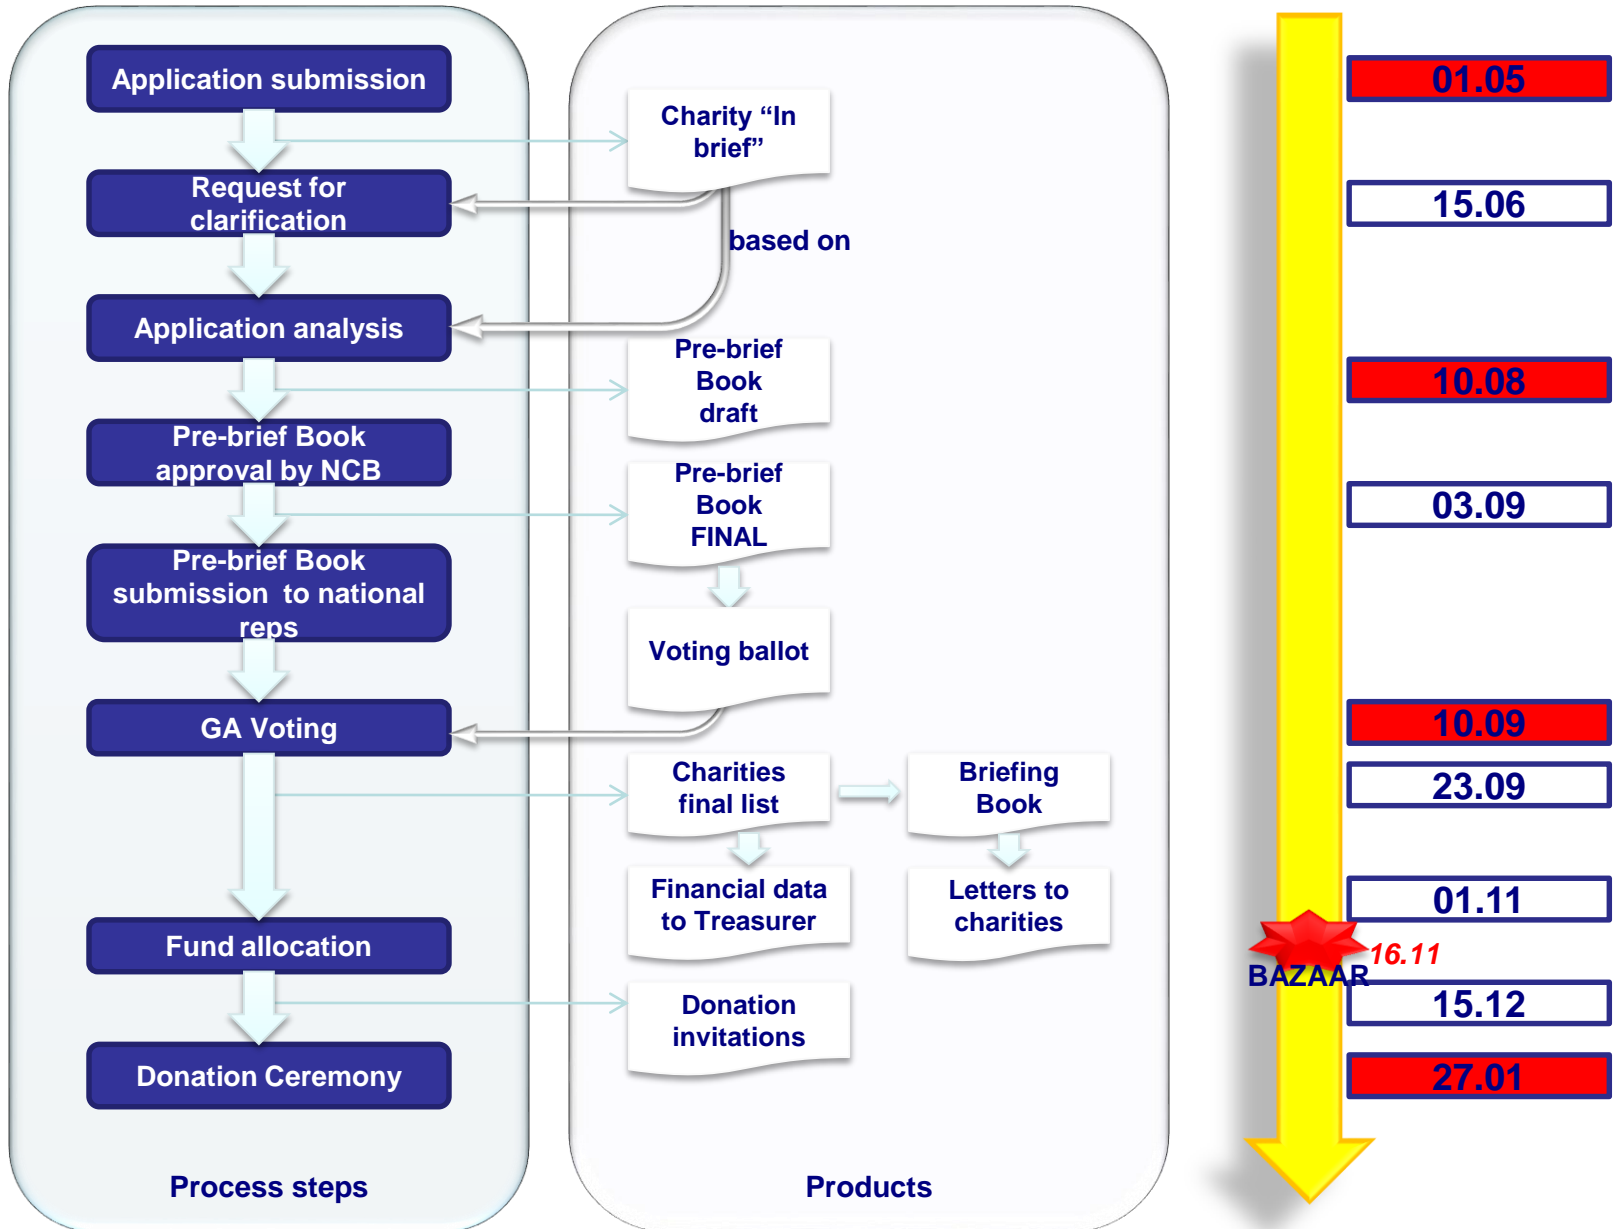 Application submission
Request for
clarification
Application analysis
Pre-brief Book
approval by NCB
Pre-brief Book
submission  to national
reps
GA Voting
Fund allocation
Donation Ceremony
Process steps
Charity “In
brief”
based on
Pre-brief
Book
draft
Pre-brief
Book
FINAL
Voting ballot
Charities
final list
Briefing
Book
Financial data
to Treasurer
Letters to
charities
Donation
invitations
Products
01.05
15.06
10.08
03.09
10.09
23.09
01.11
16.11
BAZAAR
15.12
27.01